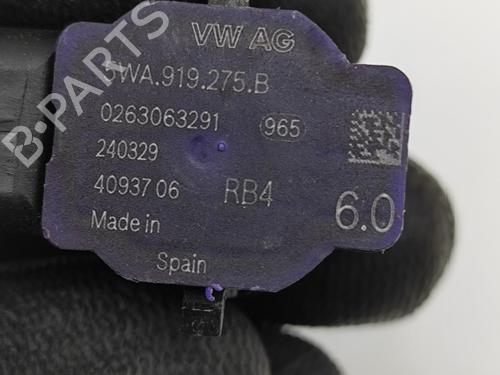 VW AG
5WA.919.275.B
0263063291 965
240329
40937 06 RB4 6.0
Made in
Spain
B-PARTS